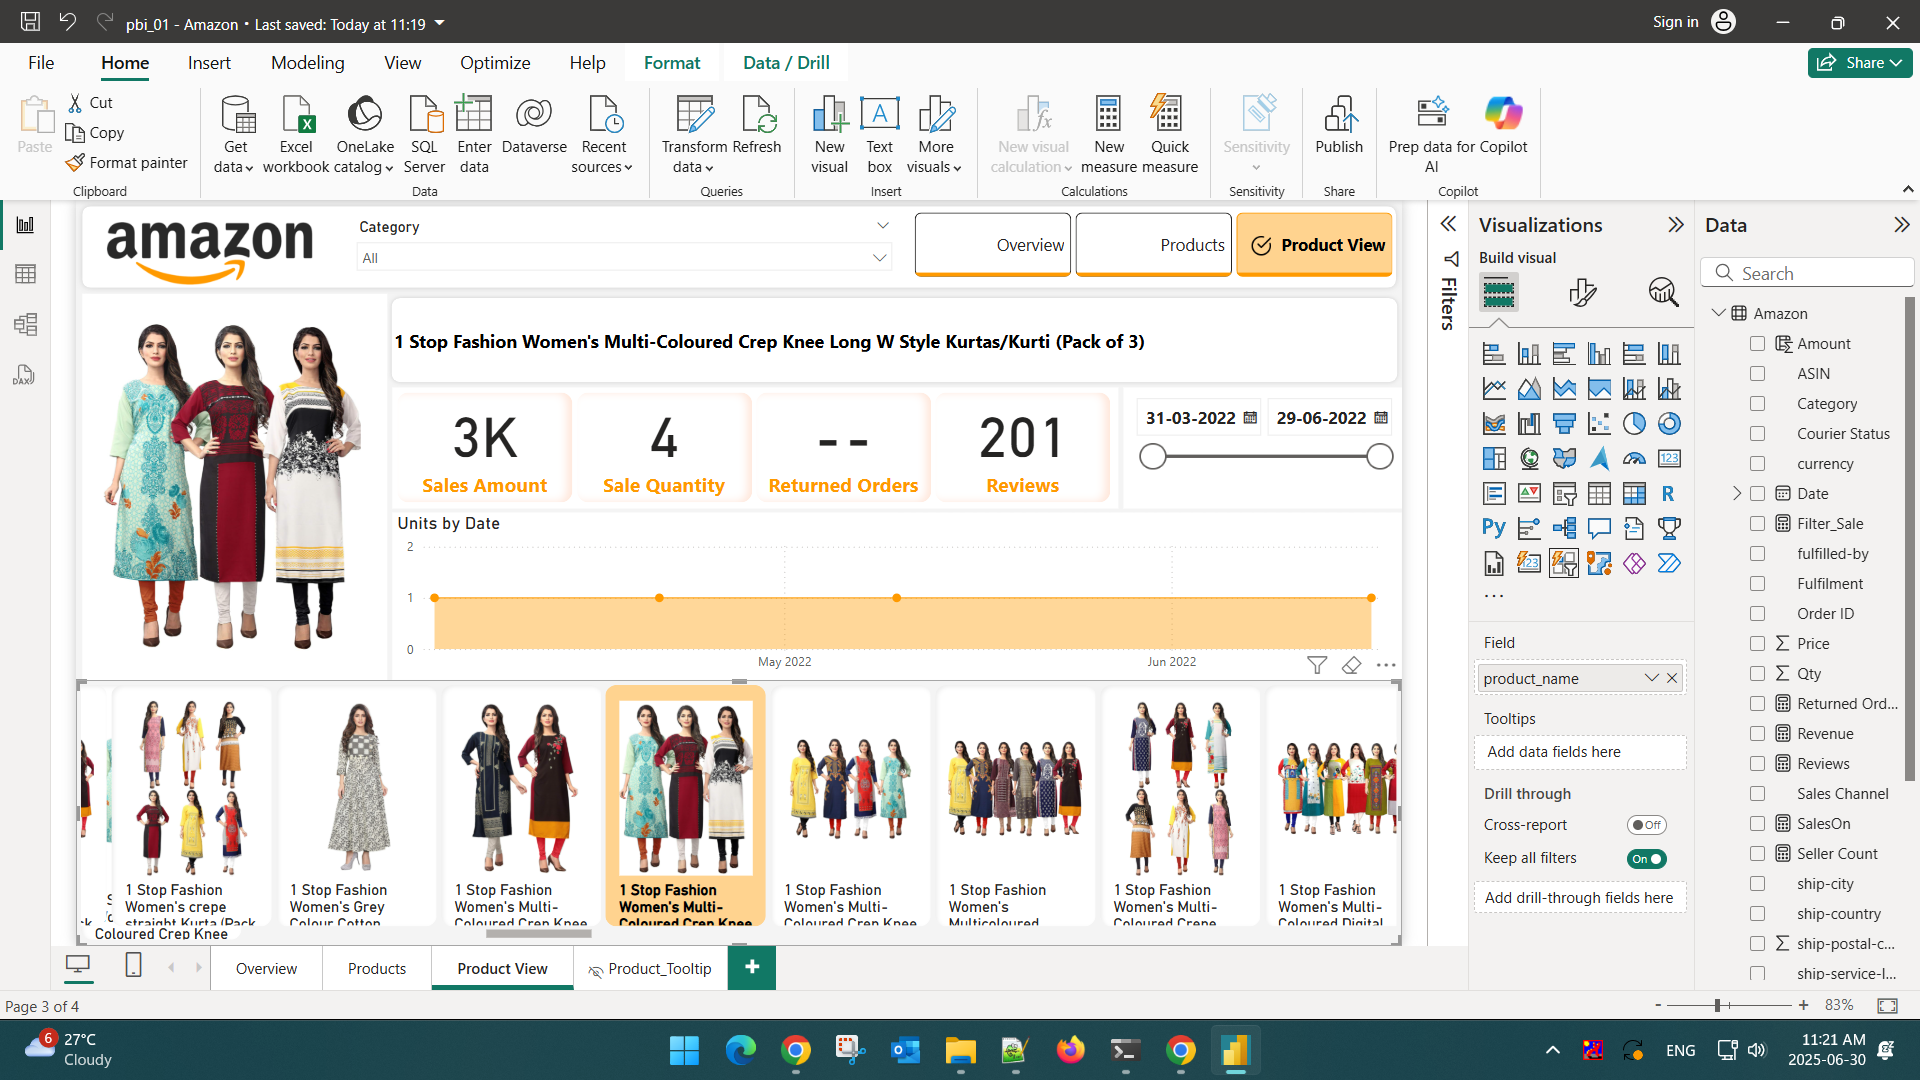 pbi_01 - Amazon • Last saved: Today at 11:19
Sign in
File
Home
Insert
Modeling
View
Optimize
Help
Format
Data / Drill
Share
Paste
Cut
Copy
Format painter
Clipboard
Get data
Excel workbook
OneLake catalog
SQL Server
Enter data
Dataverse
Recent sources
Data
Transform data
Refresh
Queries
New visual
Text box
More visuals
Insert
New visual calculation
New measure
Quick measure
Calculations
Sensitivity
Sensitivity
Publish
Share
Prep data for AI
Copilot
Copilot
amazon
Category
All
Overview
Products
Product View
1 Stop Fashion Women's Multi-Coloured Crep Knee Long W Style Kurtas/Kurti (Pack of 3)
3K
Sales Amount
4
Sale Quantity
--
Returned Orders
201
Reviews
31-03-2022
29-06-2022
Units by Date
2
1
0
May 2022
Jun 2022
1 Stop Fashion
Women's crepe
straight Kurta (Pack
Coloured Crep Knee
1 Stop Fashion
Women's Grey
Colour Cotton
1 Stop Fashion
Women's Multi-
Coloured Crep Knee
1 Stop Fashion
Women's Multi-
Coloured Crep Knee
1 Stop Fashion
Women's Multi-
Coloured Crep Knee
1 Stop Fashion
Women's
Multicoloured
1 Stop Fashion
Women's Multi-
Coloured Crepe
1 Stop Fashion
Women's Multi-
Coloured Digital
Filters
Visualizations
Build visual
Field
product_name
Tooltips
Add data fields here
Drill through
Cross-report
Off
Keep all filters
On
Add drill-through fields here
Data
Search
Amazon
Amount
ASIN
Category
Courier Status
currency
Date
Filter_Sale
fulfilled-by
Fulfilment
Order ID
Price
Qty
Returned Ord...
Revenue
Reviews
Sales Channel
SalesOn
Seller Count
ship-city
ship-country
ship-postal-c...
ship-service-l...
Overview
Products
Product View
Product_Tooltip
Page 3 of 4
83%
6
27°C
Cloudy
ENG
11:21 AM
2025-06-30